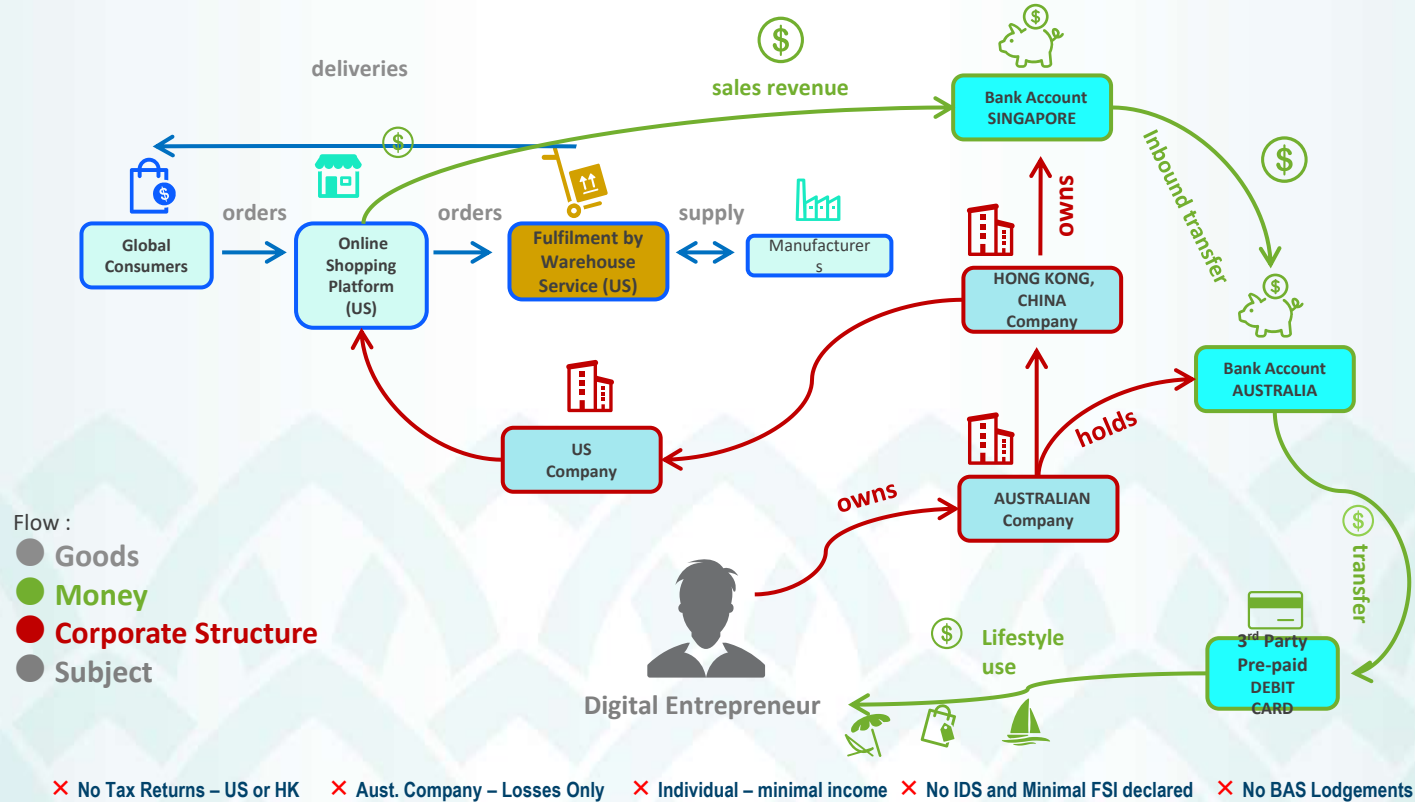 deliveries
sales revenue
Bank Account
SINGAPORE
Inbound transfer
orders
orders
supply
Global
Consumers
Online
Shopping
Platform
(US)
Fulfilment by
Warehouse
Service (US)
Manufacturer
s
owns
HONG KONG,
CHINA
Company
Bank Account
AUSTRALIA
holds
US
Company
owns
AUSTRALIAN
Company
Flow :
Goods
Money
Corporate Structure
Subject
transfer
3rd Party
Pre-paid
DEBIT
CARD
Lifestyle
use
Digital Entrepreneur
× No Tax Returns – US or HK × Aust. Company – Losses Only × Individual – minimal income × No IDS and Minimal FSI declared × No BAS Lodgements